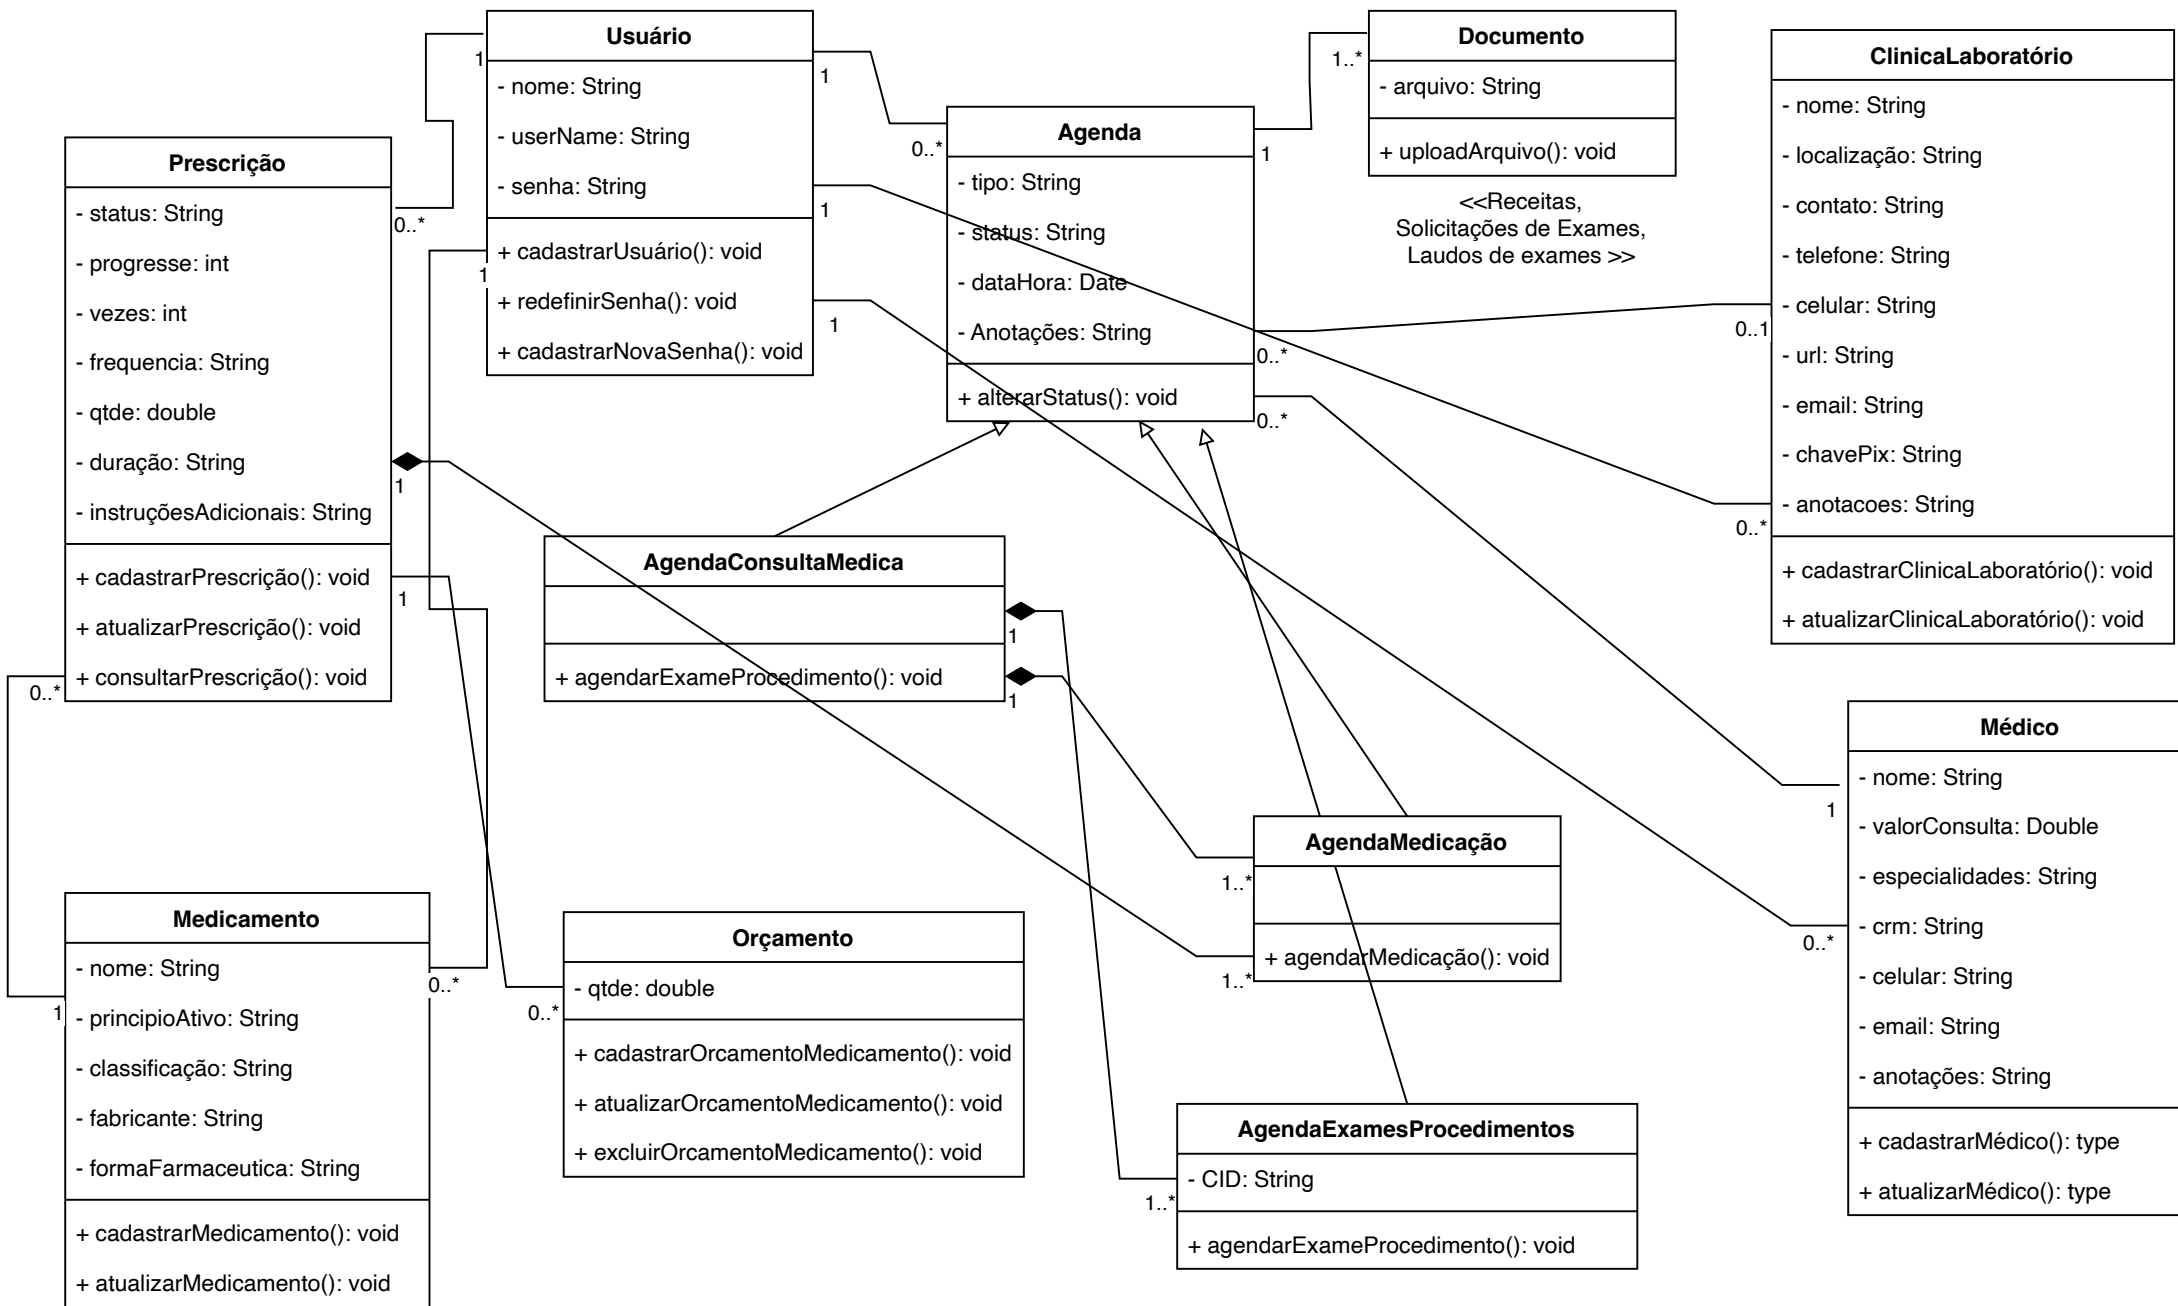 Usuário
- nome: String
- userName: String
- senha: String
+ cadastrarUsuário(): void
+ redefinirSenha(): void
+ cadastrarNovaSenha(): void
1
1
1
1
1
Documento
- arquivo: String
+ uploadArquivo(): void
1..*
<<Receitas,
Solicitações de Exames,
Laudos de exames >>
ClinicaLaboratório
- nome: String
- localização: String
- contato: String
- telefone: String
- celular: String
- url: String
- email: String
- chavePix: String
- anotacoes: String
+ cadastrarClinicaLaboratório(): void
+ atualizarClinicaLaboratório(): void
0..1
0..*
Agenda
- tipo: String
- status: String
- dataHora: Date
- Anotações: String
+ alterarStatus(): void
0..*
1
0..*
0..*
Prescrição
- status: String
- progresse: int
- vezes: int
- frequencia: String
- qtde: double
- duração: String
- instruçõesAdicionais: String
+ cadastrarPrescrição(): void
+ atualizarPrescrição(): void
+ consultarPrescrição(): void
0..*
1
1
0..*
AgendaConsultaMedica
+ agendarExameProcedimento(): void
1
1
Médico
- nome: String
- valorConsulta: Double
- especialidades: String
- crm: String
- celular: String
- email: String
- anotações: String
+ cadastrarMédico(): type
+ atualizarMédico(): type
1
0..*
AgendaMedicação
+ agendarMedicação(): void
1..*
1..*
Medicamento
- nome: String
- principioAtivo: String
- classificação: String
- fabricante: String
- formaFarmaceutica: String
+ cadastrarMedicamento(): void
+ atualizarMedicamento(): void
1
0..*
Orçamento
- qtde: double
+ cadastrarOrcamentoMedicamento(): void
+ atualizarOrcamentoMedicamento(): void
+ excluirOrcamentoMedicamento(): void
0..*
AgendaExamesProcedimentos
- CID: String
+ agendarExameProcedimento(): void
1..*